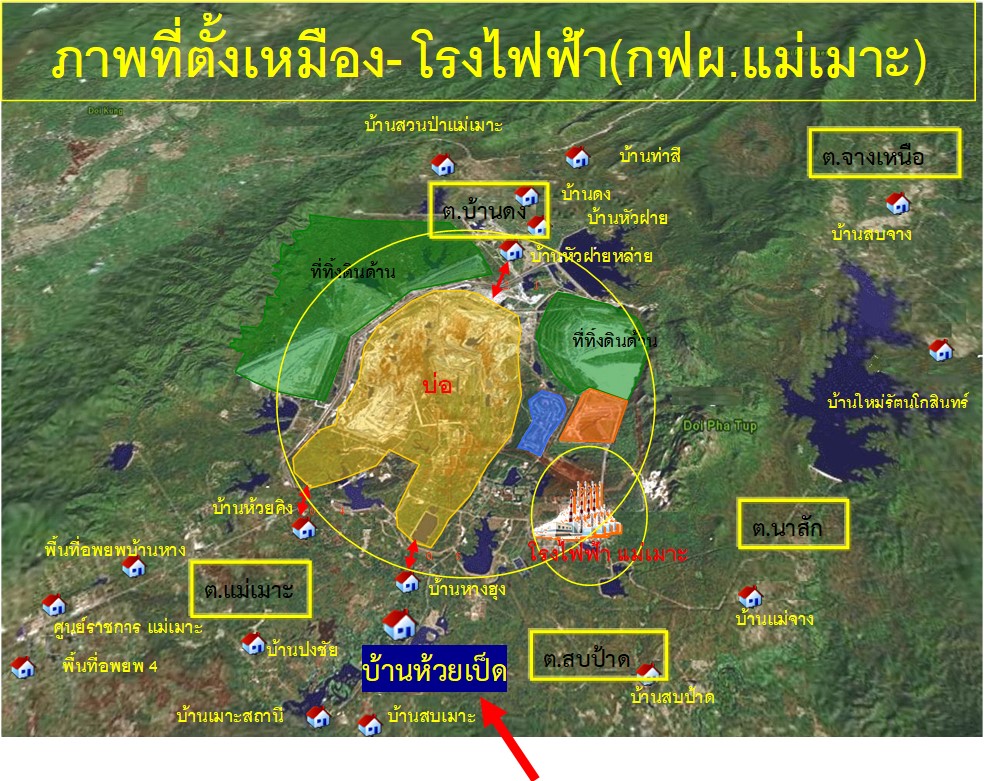 ภาพที่ตั้งเหมือง- โรงไฟฟ้า(กฟผ.แม่เมาะ)
Doi Kung
บ้านสวนป่าแม่เมาะ
บ้านท่าสี
ต.จางเหนือ
บ้านดง
ต.บ้านดง
บ้านหัวฝาย
บ้านสบจาง
บ้านหัวฝายหล่าย
ที่ทิ้งดินด้าน
ที่ทิ้งดินด้าน
บ่อ
บ้านใหม่รัตนโกสินทร์
Doi Pha Tup
บ้านห้วยคิง
ต.นาสัก
พื้นที่อพยพบ้านหาง
โรงไฟฟ้า แม่เมาะ
ต.แม่เมาะ
บ้านหางฮุง
บ้านแม่จาง
ศูนย์ราชการ แม่เมาะ
บ้านปงชัย
พื้นที่อพยพ 4
บ้านห้วยเป็ด
ต.สบป้าด
บ้านสบป้าด
บ้านเมาะสถานี
บ้านสบเมาะ